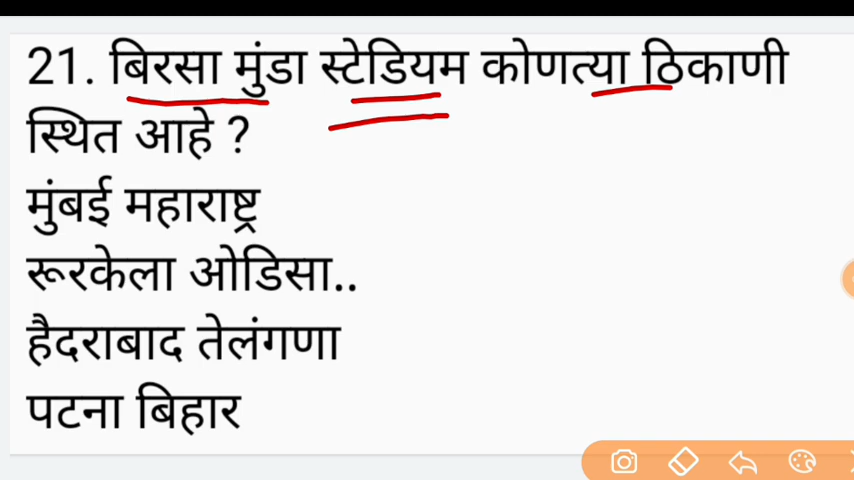 21. बिरसा मुंडा स्टेडियम कोणत्या ठिकाणी
स्थित आहे ?
मुंबई महाराष्ट्र
रूरकेला ओडिसा..
हैदराबाद तेलंगणा
पटना बिहार